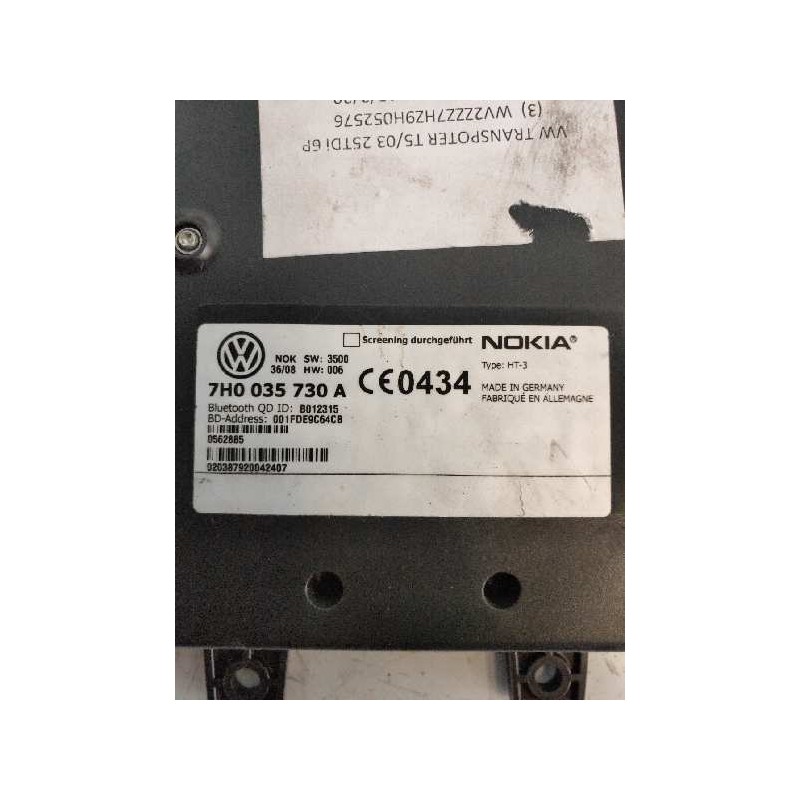 VW TRANSPOTER T5/03 25TDi 6P
(3) WV2ZZZ7HZ9H052576
VW
Screening durchgeführt
NOKIA®
NOK SW: 3500
36/08 HW: 006
Type: HT-3
7H0 035 730 A
CE0434
MADE IN GERMANY
FABRIQUÉ EN ALLEMAGNE
Bluetooth QD ID: B012315
BD-Address: 001FDE9C64CB
0562885
020387920042407